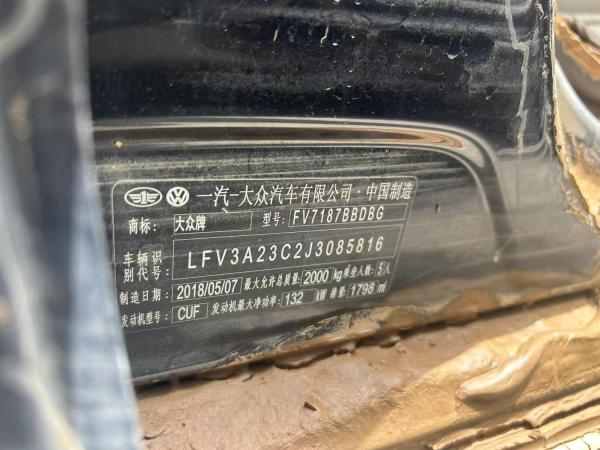 一汽-大众汽车有限公司·中国制造
商标: 大众牌 型号: FV7187BBDBG
车辆识别代号: LFV3A23C2J3085816
制造日期: 2018/05/07 最大允许总质量: 2000 kg 乘坐人数: 5人
发动机型号: CUF 发动机最大净功率: 132 kW 排量: 1798 ml